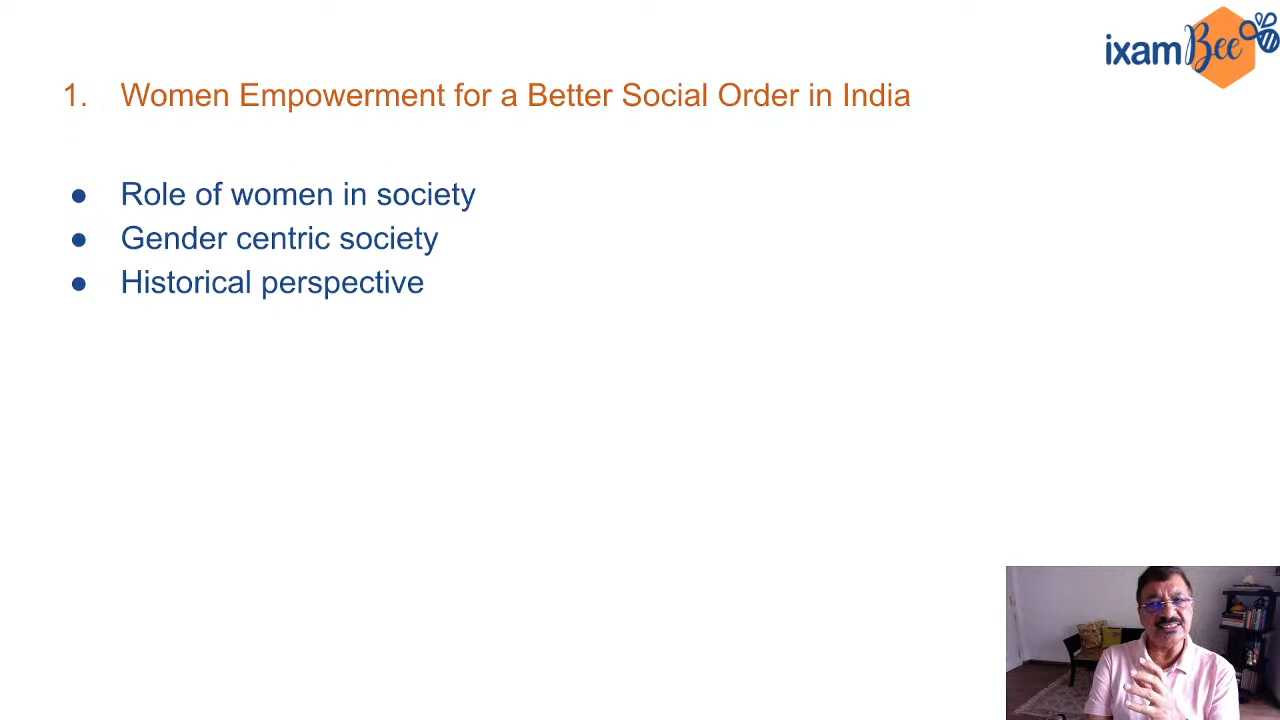 ixamBee
1. Women Empowerment for a Better Social Order in India
● Role of women in society
● Gender centric society
● Historical perspective